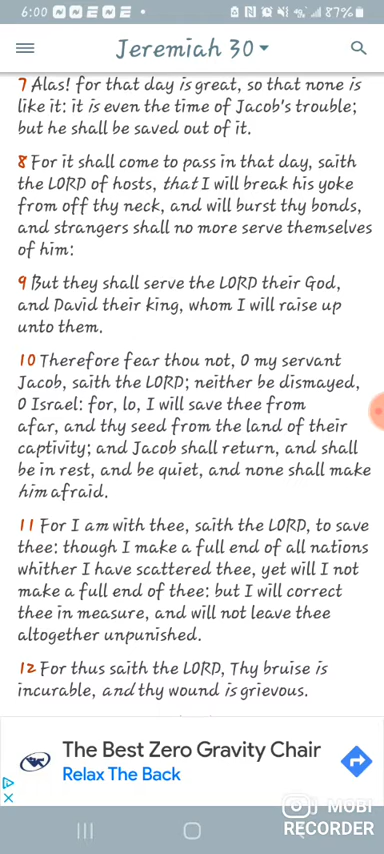 6:00 87%
Jeremiah 30
7 Alas! for that day is great, so that none is
like it: it is even the time of Jacob's trouble;
but he shall be saved out of it.
8 For it shall come to pass in that day, saith
the LORD of hosts, that I will break his yoke
from off thy neck, and will burst thy bonds,
and strangers shall no more serve themselves
of him:
9 But they shall serve the LORD their God,
and David their king, whom I will raise up
unto them.
10 Therefore fear thou not, O my servant
Jacob, saith the LORD; neither be dismayed,
O Israel: for, lo, I will save thee from
afar, and thy seed from the land of their
captivity; and Jacob shall return, and shall
be in rest, and be quiet, and none shall make
him afraid.
11 For I am with thee, saith the LORD, to save
thee: though I make a full end of all nations
whither I have scattered thee, yet will I not
make a full end of thee: but I will correct
thee in measure, and will not leave thee
altogether unpunished.
12 For thus saith the LORD, Thy bruise is
incurable, and thy wound is grievous.
The Best Zero Gravity Chair
Relax The Back
MOBI
RECORDER